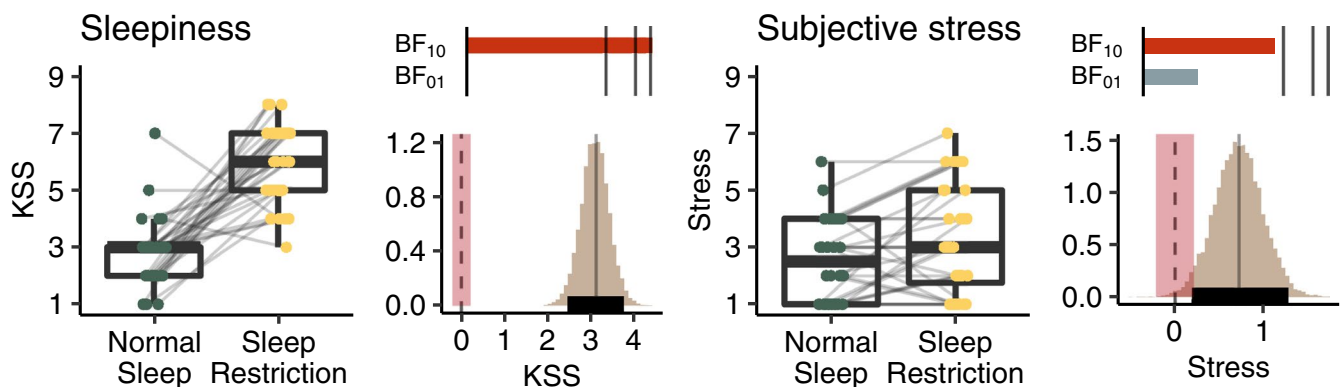 Sleepiness
KSS
9
7
5
3
1
Normal
Sleep
Sleep
Restriction
BF10
BF01
1.2
0.8
0.4
0.0
0 1 2 3 4
KSS
Subjective stress
Stress
9
7
5
3
1
Normal
Sleep
Sleep
Restriction
BF10
BF01
1.5
1.0
0.5
0.0
0 1
Stress